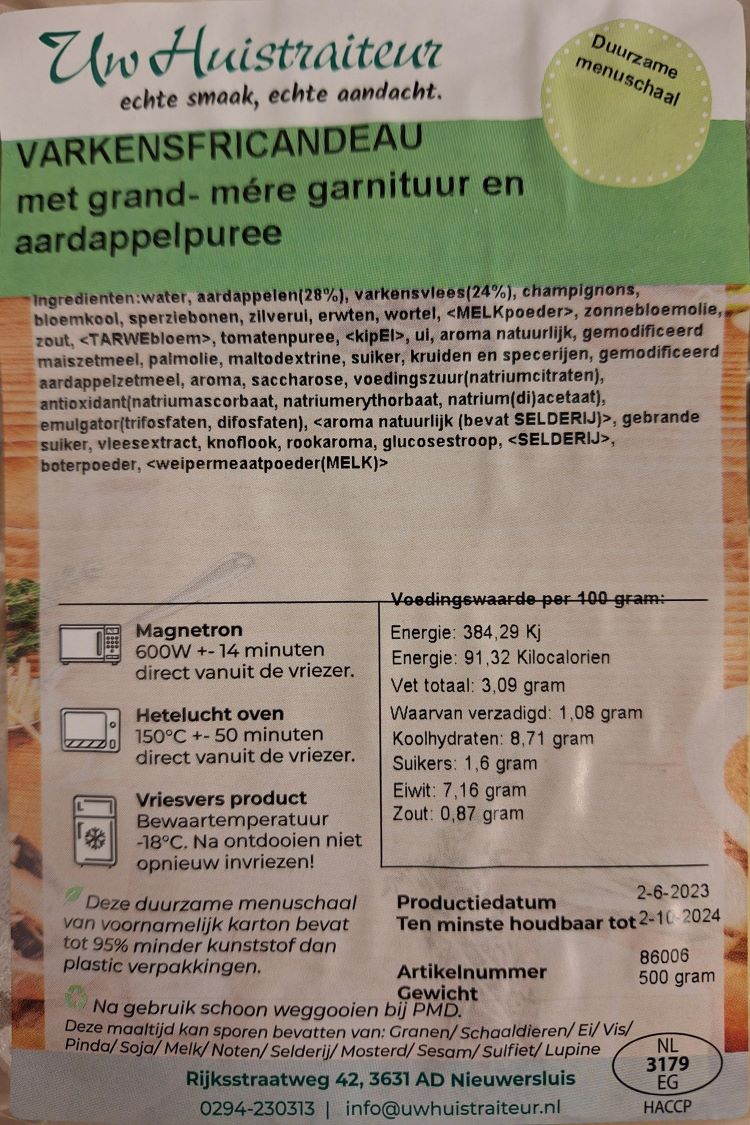 Uw Huistraiteur
echte smaak, echte aandacht.
Duurzame
menuschaal
VARKENSFRICANDEAU
met grand- mére garnituur en
aardappelpuree
Ingredienten:water, aardappelen(28%), varkensvlees(24%), champignons,
bloemkool, sperziebonen, zilverui, erwten, wortel, <MELKpoeder>, zonnebloemolie,
zout, <TARWEbloem>, tomatenpuree, <kipEI>, ui, aroma natuurlijk, gemodificeerd
maiszetmeel, palmolie, maltodextrine, suiker, kruiden en specerijen, gemodificeerd
aardappelzetmeel, aroma, saccharose, voedingszuur(natriumcitraten),
antioxidant(natriumascorbaat, natriumerythorbaat, natrium(di)acetaat),
emulgator(trifosfaten, difosfaten), <aroma natuurlijk (bevat SELDERIJ)>, gebrande
suiker, vleesextract, knoflook, rookaroma, glucosestroop, <SELDERIJ>,
boterpoeder, <weipermeaatpoeder(MELK)>
Magnetron
600W +- 14 minuten
direct vanuit de vriezer.
Hetelucht oven
150°C +- 50 minuten
direct vanuit de vriezer.
Vriesvers product
Bewaartemperatuur
-18°C. Na ontdooien niet
opnieuw invriezen!
Voedingswaarde per 100 gram:
Energie: 384,29 Kj
Energie: 91,32 Kilocalorien
Vet totaal: 3,09 gram
Waarvan verzadigd: 1,08 gram
Koolhydraten: 8,71 gram
Suikers: 1,6 gram
Eiwit: 7,16 gram
Zout: 0,87 gram
Deze duurzame menuschaal
van voornamelijk karton bevat
tot 95% minder kunststof dan
plastic verpakkingen.
Productiedatum 2-6-2023
Ten minste houdbaar tot 2-10-2024
Artikelnummer 86006
Gewicht 500 gram
Na gebruik schoon weggooien bij PMD.
Deze maaltijd kan sporen bevatten van: Granen/ Schaaldieren/ Ei/ Vis/
Pinda/ Soja/ Melk/ Noten/ Selderij/ Mosterd/ Sesam/ Sulfiet/ Lupine
Rijksstraatweg 42, 3631 AD Nieuwersluis
0294-230313 | info@uwhuistraiteur.nl
NL
3179
EG
HACCP